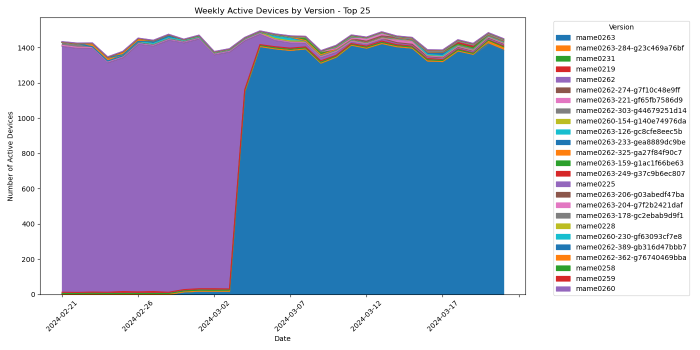 Weekly Active Devices by Version - Top 25
Number of Active Devices
1400
1200
1000
800
600
400
200
0
2024-02-21
2024-02-26
2024-03-02
2024-03-07
2024-03-12
2024-03-17
Date
Version
mame0263
mame0263-284-g23c469a76bf
mame0231
mame0219
mame0262
mame0262-274-g7f10c48e9ff
mame0263-221-gf65fb7586d9
mame0262-303-g44679251d14
mame0260-154-g140e74976da
mame0263-126-gc8cfe8eec5b
mame0263-233-gea8889dc9be
mame0262-325-ga27f84f90c7
mame0263-159-g1ac1f66be63
mame0263-249-g37c9b6ec807
mame0225
mame0263-206-g03abedf47ba
mame0263-204-g7f2b2421daf
mame0263-178-gc2ebab9d9f1
mame0228
mame0260-230-gf63093cf7e8
mame0262-389-gb316d47bbb7
mame0262-362-g76740469bba
mame0258
mame0259
mame0260